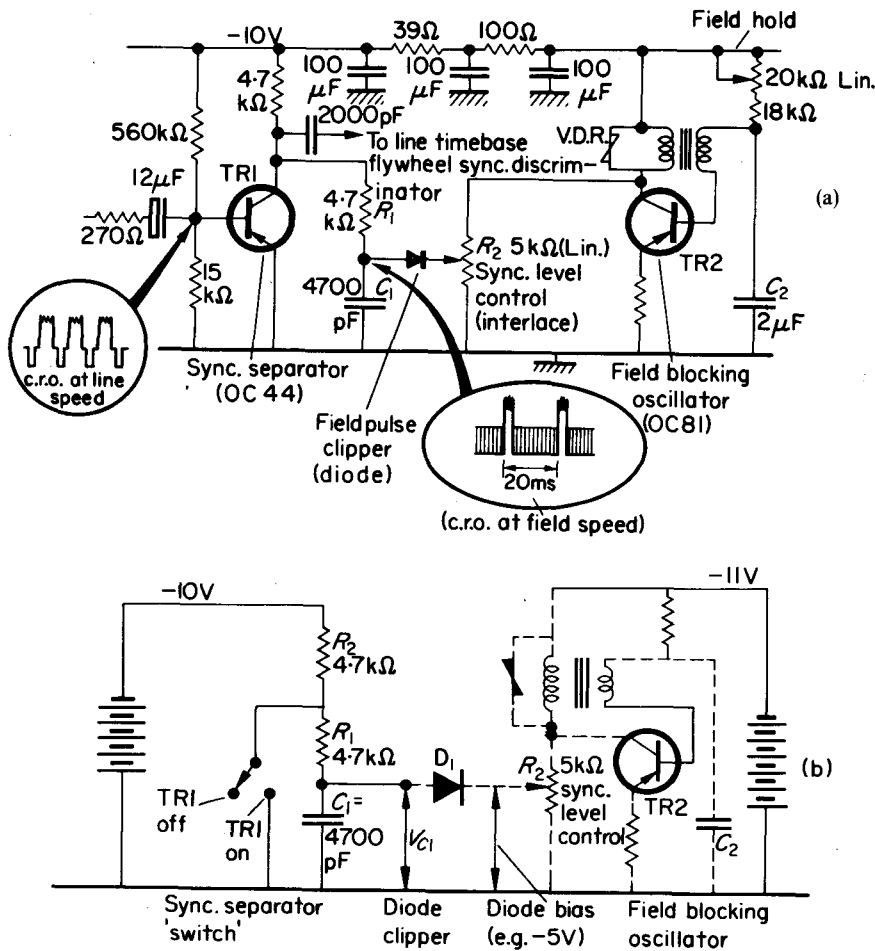 Field hold
−10V
39Ω
100Ω
4·7
kΩ
100
μF
100
μF
100
μF
20kΩ Lin.
18kΩ
2000pF
560kΩ
To line timebase
flywheel sync. discrim–
inator
V.D.R.
(a)
12μF
TR1
4·7
kΩ
R1
270Ω
R2 5kΩ(Lin.)
Sync. level
control
(interlace)
TR2
15
kΩ
4700
pF
C1
C2
2μF
c.r.o. at line
speed
Sync. separator
(OC 44)
Field blocking
oscillator
(OC81)
Field pulse
clipper
(diode)
20ms
(c.r.o. at field speed)
−10V
−11V
R2
4·7kΩ
R1
4·7kΩ
D1
R2
5kΩ
sync.
level
control
TR2
(b)
TR1
off
TR1
on
C1=
4700
pF
VC1
C2
Sync. separator
'switch'
Diode
clipper
Diode bias
(e.g. −5V)
Field blocking
oscillator